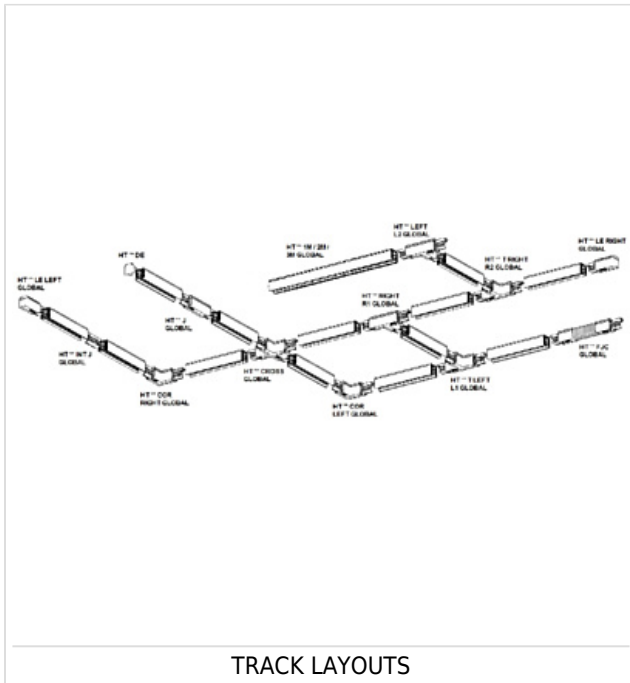 HT** LEFT
L2 GLOBAL
HT** 1M / 2M /
3M GLOBAL
HT** T RIGHT
R2 GLOBAL
HT** LE RIGHT
GLOBAL
HT** DE
HT** LE LEFT
GLOBAL
HT** RIGHT
R1 GLOBAL
HT** J
GLOBAL
HT** INT J
GLOBAL
HT** CROSS
GLOBAL
HT** FJC
GLOBAL
HT** T LEFT
L1 GLOBAL
HT** COR
RIGHT GLOBAL
HT** COR
LEFT GLOBAL
TRACK LAYOUTS